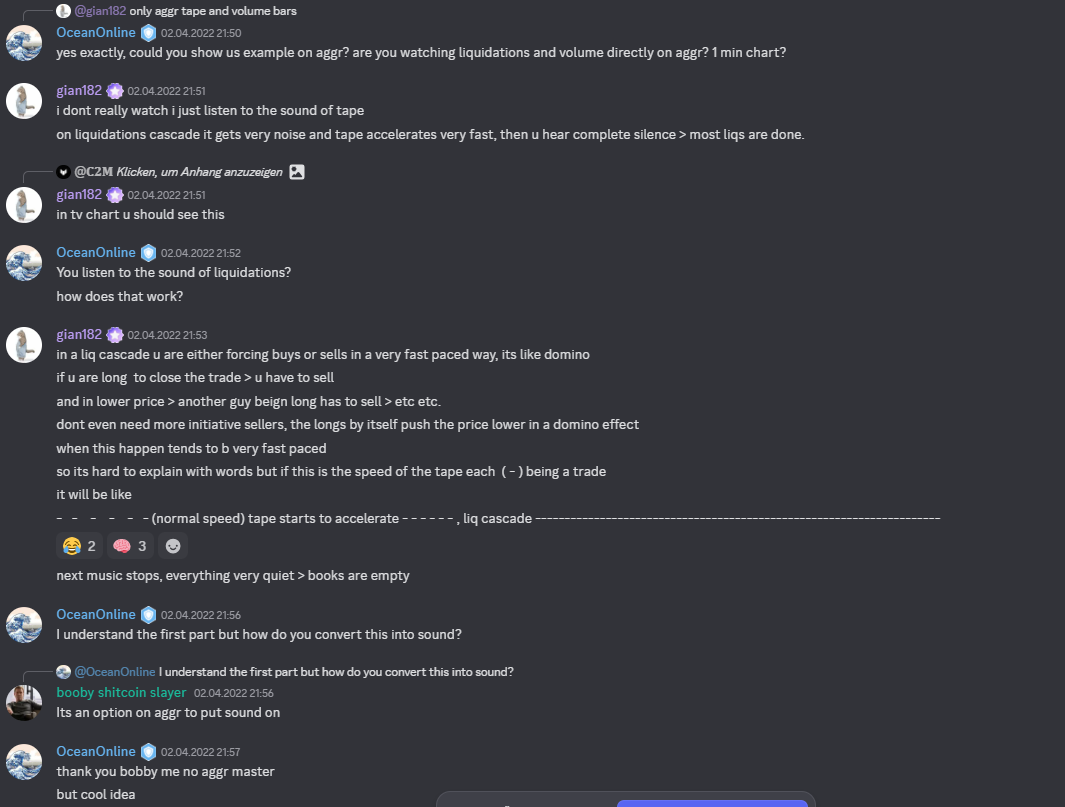 @gian182 only aggr tape and volume bars
OceanOnline 02.04.2022 21:50
yes exactly, could you show us example on aggr? are you watching liquidations and volume directly on aggr? 1 min chart?
gian182 02.04.2022 21:51
i dont really watch i just listen to the sound of tape
on liquidations cascade it gets very noise and tape accelerates very fast, then u hear complete silence > most liqs are done.
@C2M Klicken, um Anhang anzuzeigen
gian182 02.04.2022 21:51
in tv chart u should see this
OceanOnline 02.04.2022 21:52
You listen to the sound of liquidations?
how does that work?
gian182 02.04.2022 21:53
in a liq cascade u are either forcing buys or sells in a very fast paced way, its like domino
if u are long  to close the trade > u have to sell
and in lower price > another guy beign long has to sell > etc etc.
dont even need more initiative sellers, the longs by itself push the price lower in a domino effect
when this happen tends to b very fast paced
so its hard to explain with words but if this is the speed of the tape each  ( - ) being a trade
it will be like
-   -   -   -   -   - (normal speed) tape starts to accelerate - - - - - - , liq cascade ----------------------------------------------------------------------
2 3
next music stops, everything very quiet > books are empty
OceanOnline 02.04.2022 21:56
I understand the first part but how do you convert this into sound?
@OceanOnline I understand the first part but how do you convert this into sound?
booby shitcoin slayer 02.04.2022 21:56
Its an option on aggr to put sound on
OceanOnline 02.04.2022 21:57
thank you bobby me no aggr master
but cool idea